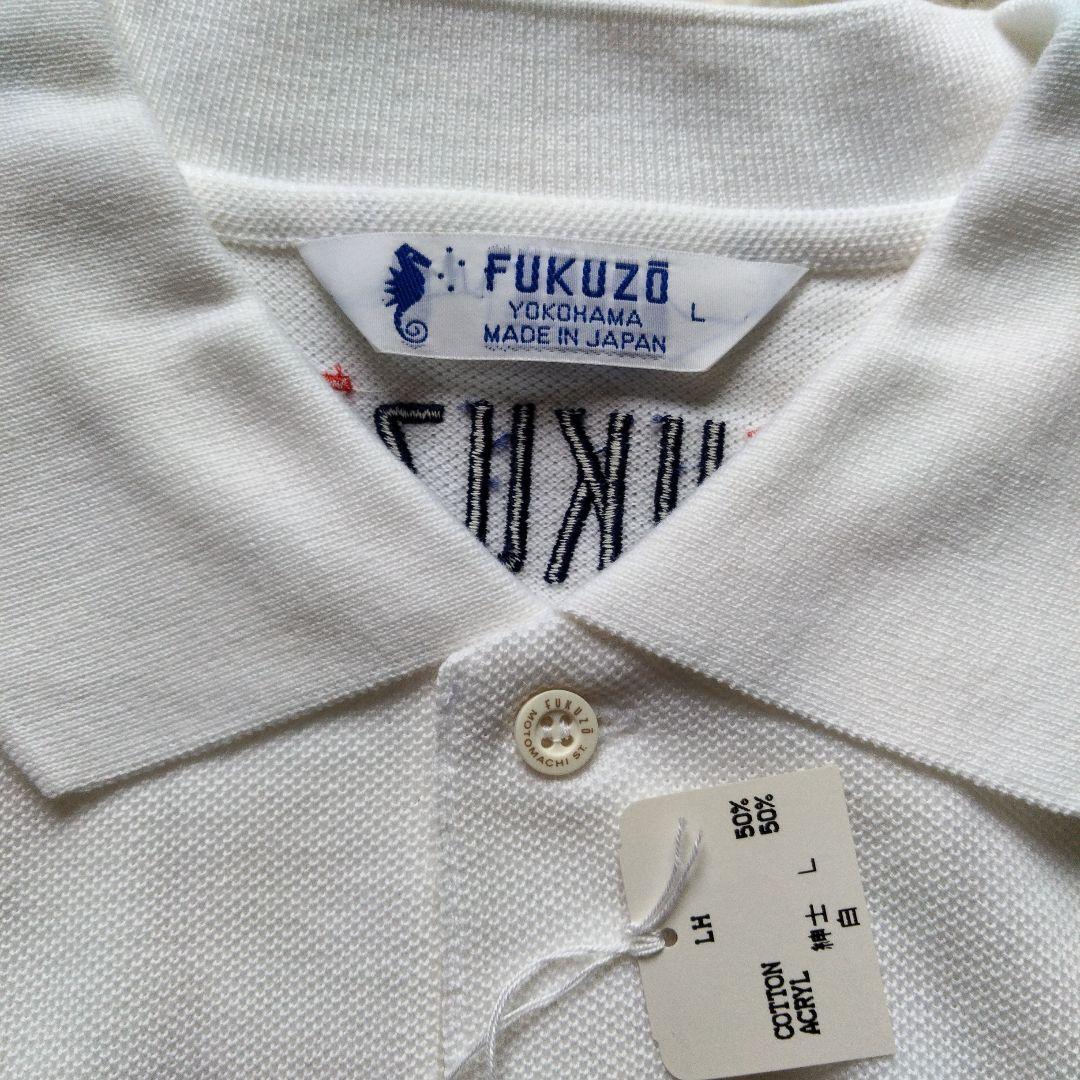 FUKUZŌ
YOKOHAMA
MADE IN JAPAN
L
FUKUZŌ
MOTOMACHI ST.
LH
COTTON 50%
ACRYL 50%
紳士 L
白